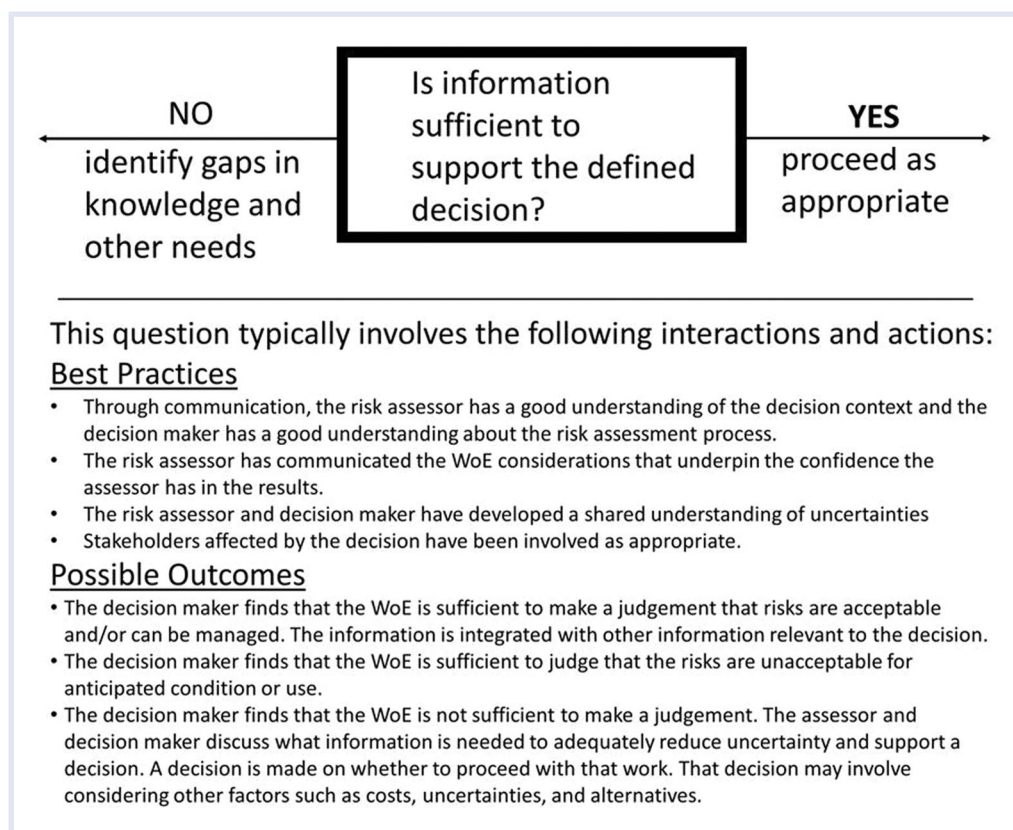 NO
identify gaps in
knowledge and
other needs
Is information
sufficient to
support the defined
decision?
YES
proceed as
appropriate
This question typically involves the following interactions and actions:
Best Practices
• Through communication, the risk assessor has a good understanding of the decision context and the
decision maker has a good understanding about the risk assessment process.
• The risk assessor has communicated the WoE considerations that underpin the confidence the
assessor has in the results.
• The risk assessor and decision maker have developed a shared understanding of uncertainties
• Stakeholders affected by the decision have been involved as appropriate.
Possible Outcomes
• The decision maker finds that the WoE is sufficient to make a judgement that risks are acceptable
and/or can be managed. The information is integrated with other information relevant to the decision.
• The decision maker finds that the WoE is sufficient to judge that the risks are unacceptable for
anticipated condition or use.
• The decision maker finds that the WoE is not sufficient to make a judgement. The assessor and
decision maker discuss what information is needed to adequately reduce uncertainty and support a
decision. A decision is made on whether to proceed with that work. That decision may involve
considering other factors such as costs, uncertainties, and alternatives.